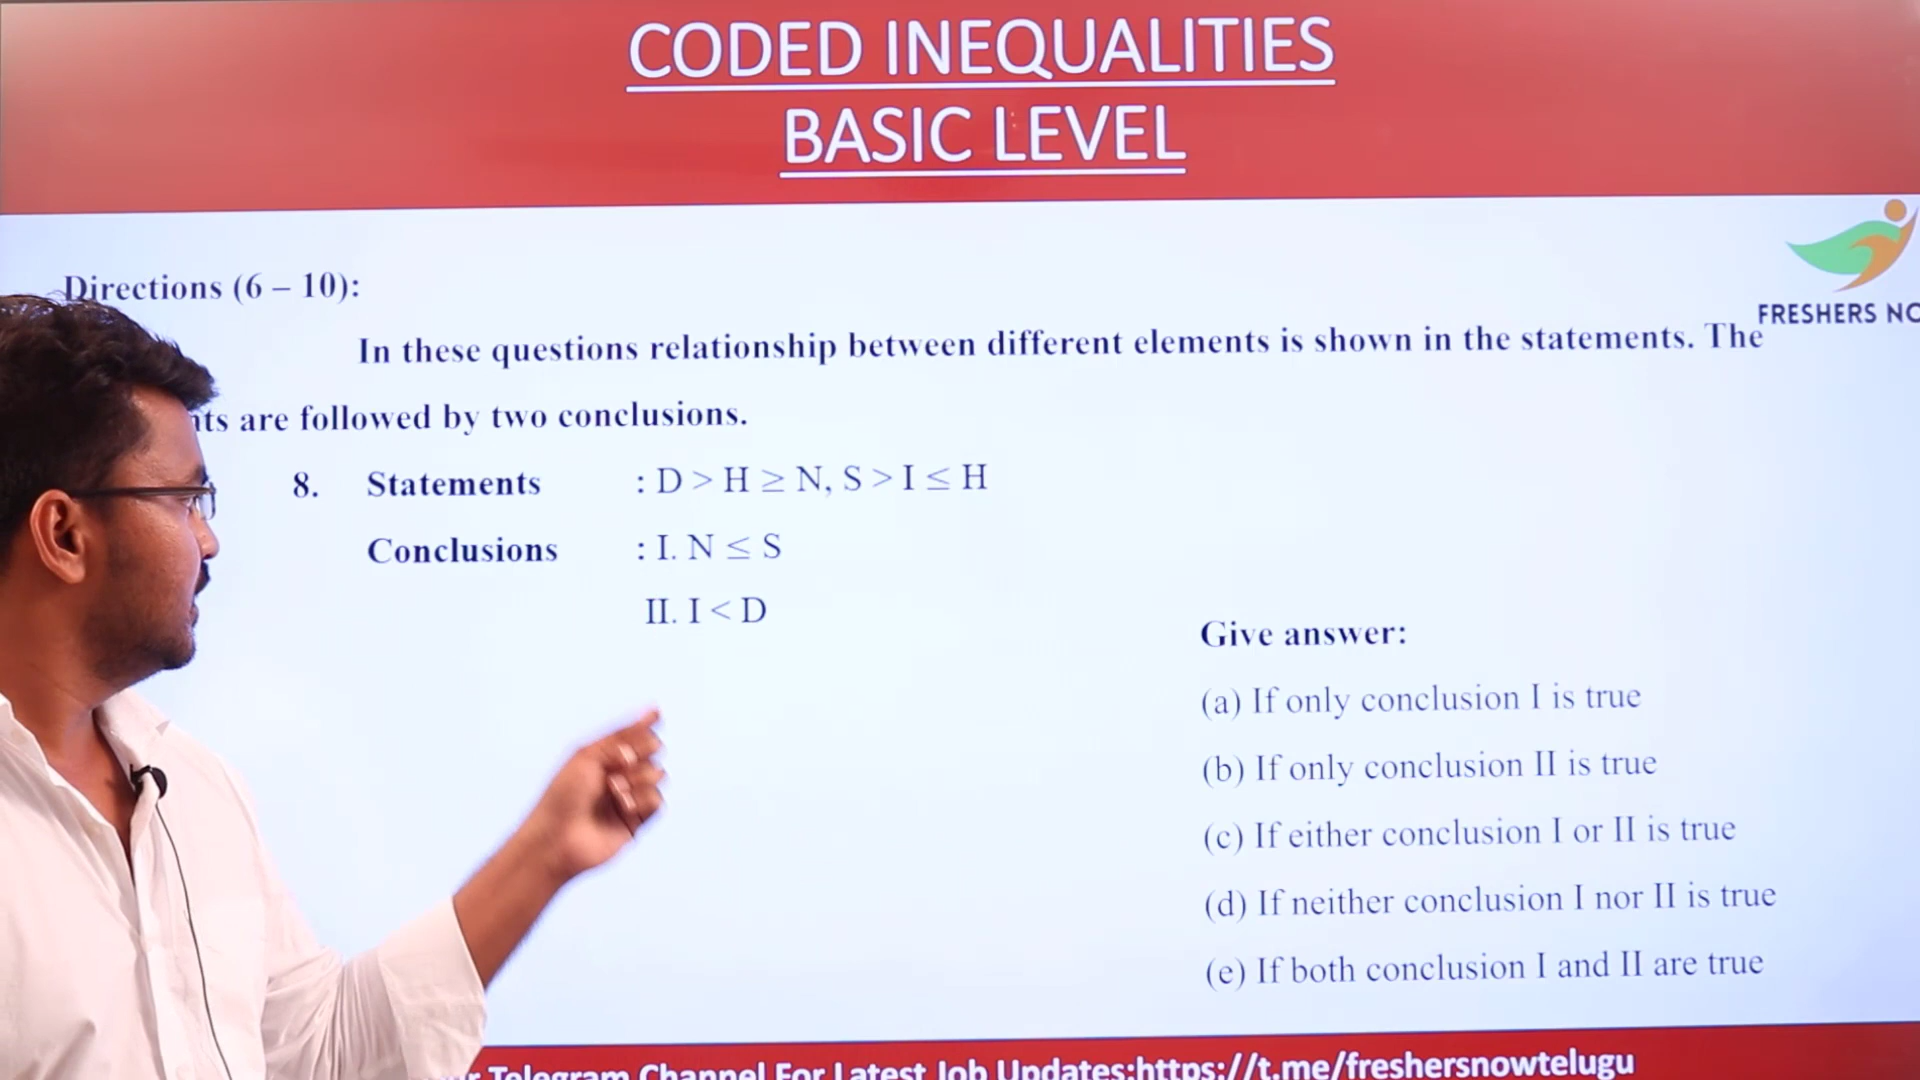 CODED INEQUALITIES
BASIC LEVEL
Directions (6 – 10):
FRESHERS
In these questions relationship between different elements is shown in the statements. The
are followed by two conclusions.
8. Statements : D > H ≥ N, S > I ≤ H
Conclusions : I. N ≤ S
II. I < D
Give answer:
(a) If only conclusion I is true
(b) If only conclusion II is true
(c) If either conclusion I or II is true
(d) If neither conclusion I nor II is true
(e) If both conclusion I and II are true
Telegram Channel For Latest Job Updates:https://t.me/freshersnowtelugu